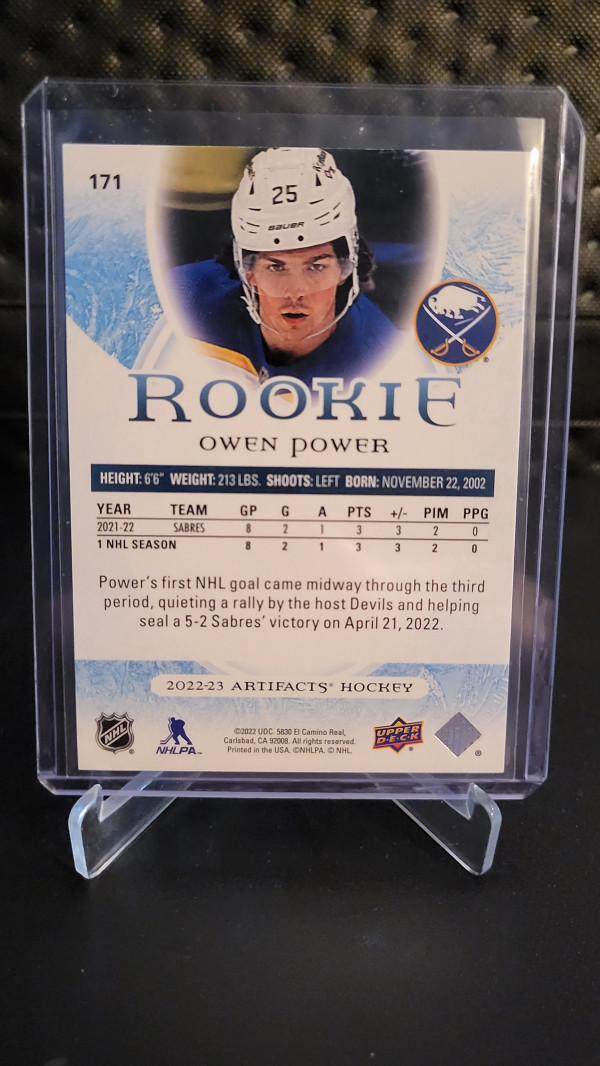 171
25
BAUER
ROOKIE
OWEN POWER
HEIGHT: 6'6" WEIGHT: 213 LBS. SHOOTS: LEFT BORN: NOVEMBER 22, 2002
YEAR TEAM GP G A PTS +/- PIM PPG
2021-22 SABRES 8 2 1 3 3 2 0
1 NHL SEASON 8 2 1 3 3 2 0
Power's first NHL goal came midway through the third
period, quieting a rally by the host Devils and helping
seal a 5-2 Sabres' victory on April 21, 2022.
2022-23 ARTIFACTS® HOCKEY
NHL ®
NHLPA™
©2022 UDC. 5830 El Camino Real,
Carlsbad, CA 92008. All rights reserved.
Printed in the USA. ©NHLPA. © NHL.
UPPER
DECK ®
®